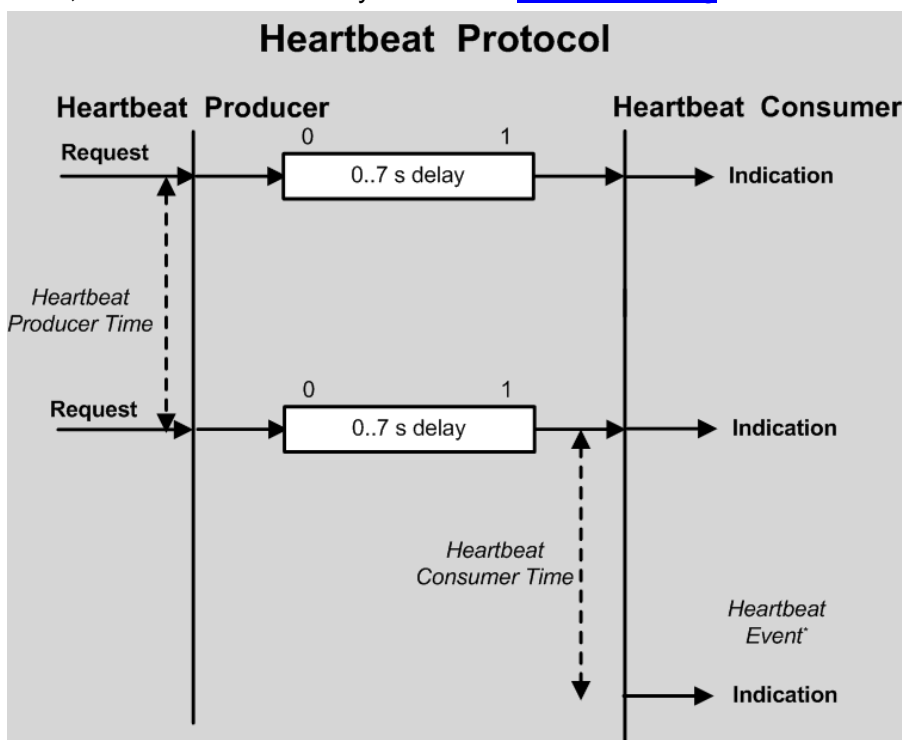 Heartbeat Protocol
Heartbeat Producer
Heartbeat Consumer
0 1
Request
0..7 s delay
Indication
Heartbeat
Producer Time
0 1
Request
0..7 s delay
Indication
Heartbeat
Consumer Time
Heartbeat
Event*
Indication